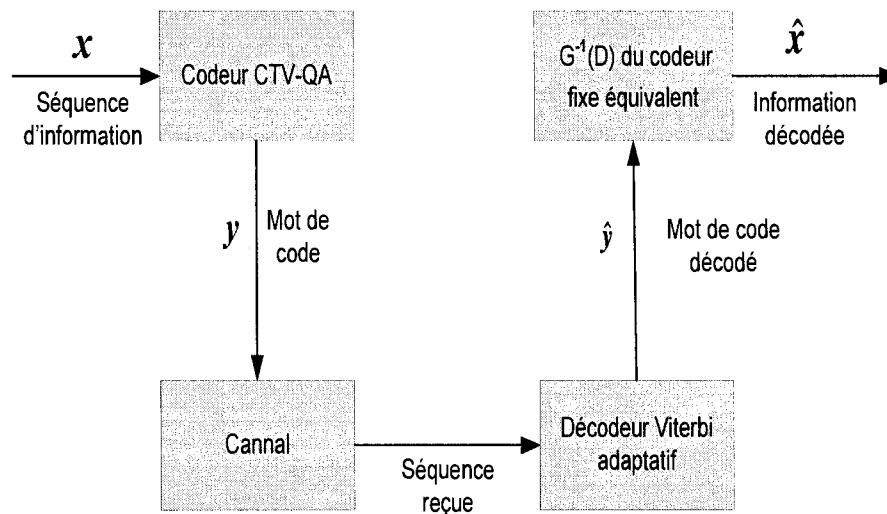 x
Séquence
d'information
Codeur CTV-QA
G⁻¹(D) du codeur
fixe équivalent
x̂
Information
décodée
y
Mot de
code
ŷ
Mot de code
décodé
Cannal
Séquence
reçue
Décodeur Viterbi
adaptatif